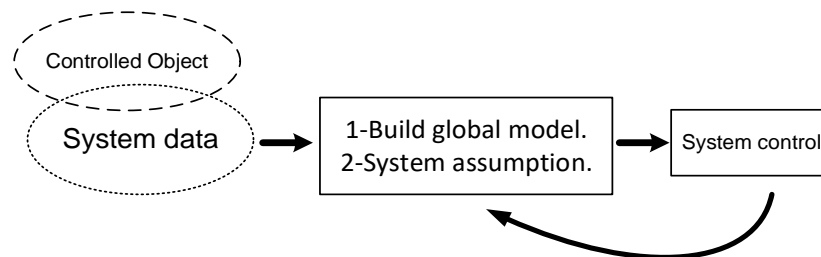 Controlled Object
System data
1-Build global model.
2-System assumption.
System control